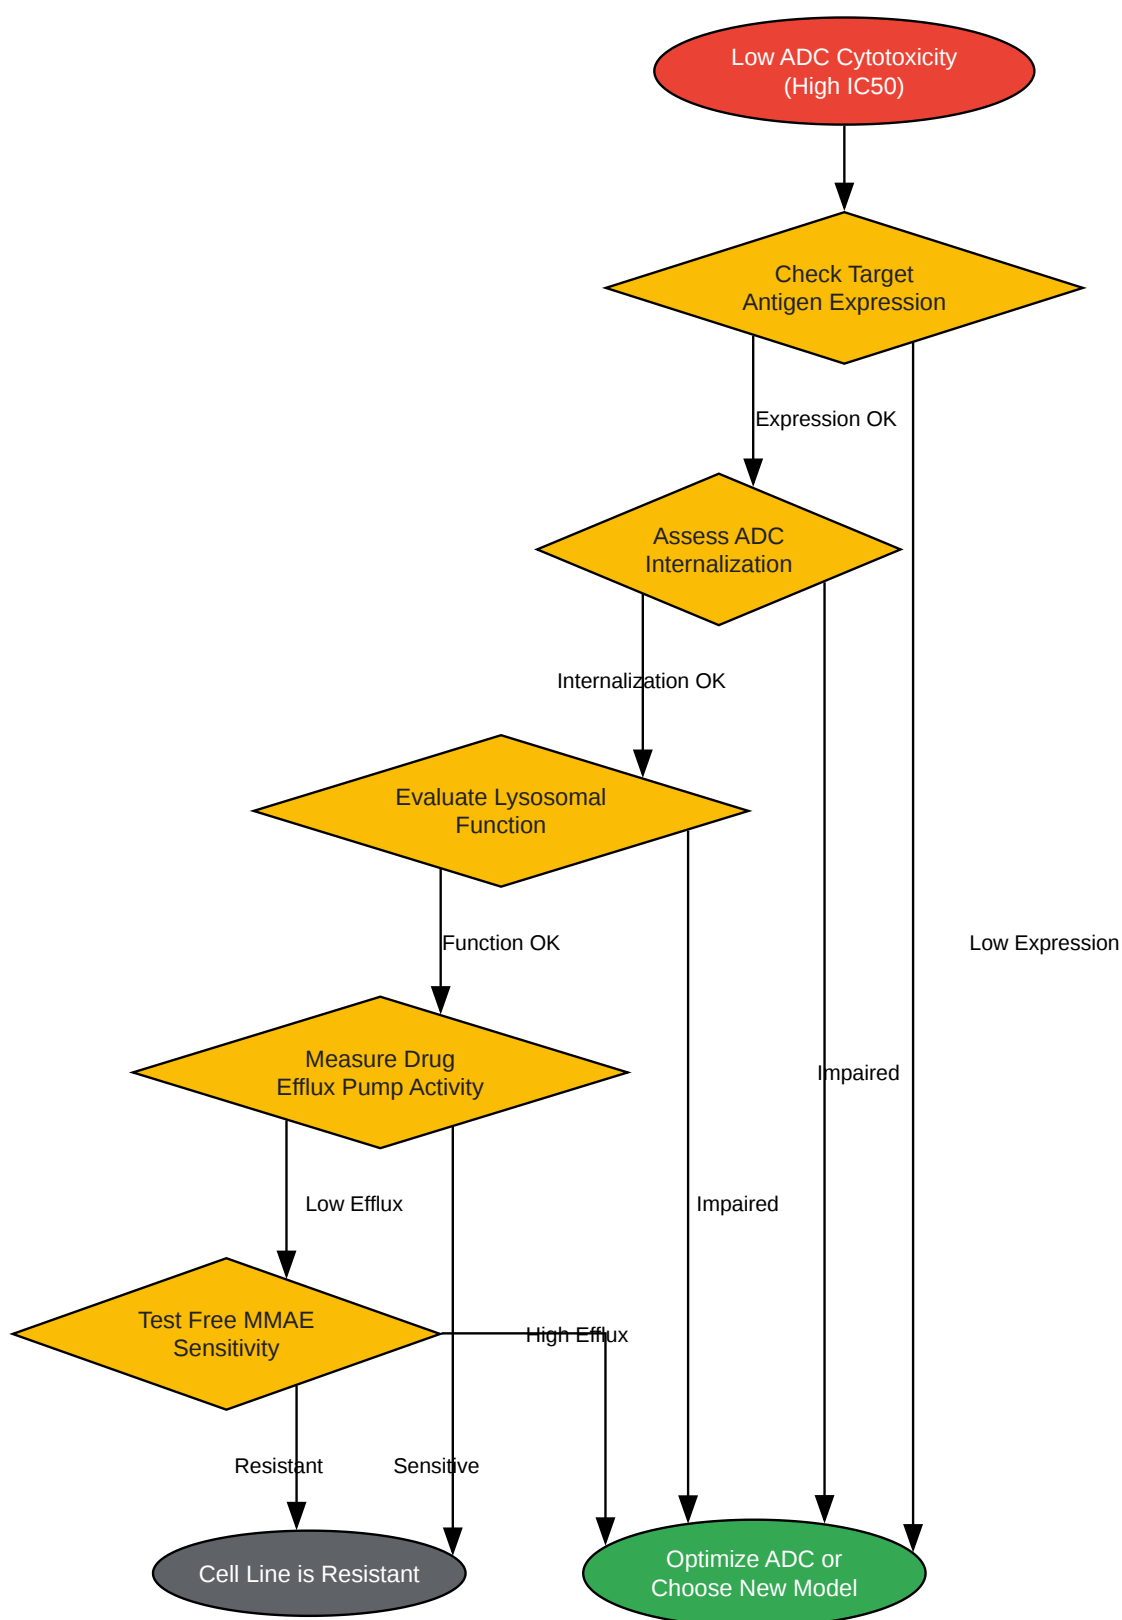 Low ADC Cytotoxicity
(High IC50)
Check Target
Antigen Expression
Expression OK
Assess ADC
Internalization
Internalization OK
Evaluate Lysosomal
Function
Function OK
Low Expression
Measure Drug
Efflux Pump Activity
Impaired
Low Efflux
Impaired
Test Free MMAE
Sensitivity
High Efflux
Resistant
Sensitive
Cell Line is Resistant
Optimize ADC or
Choose New Model